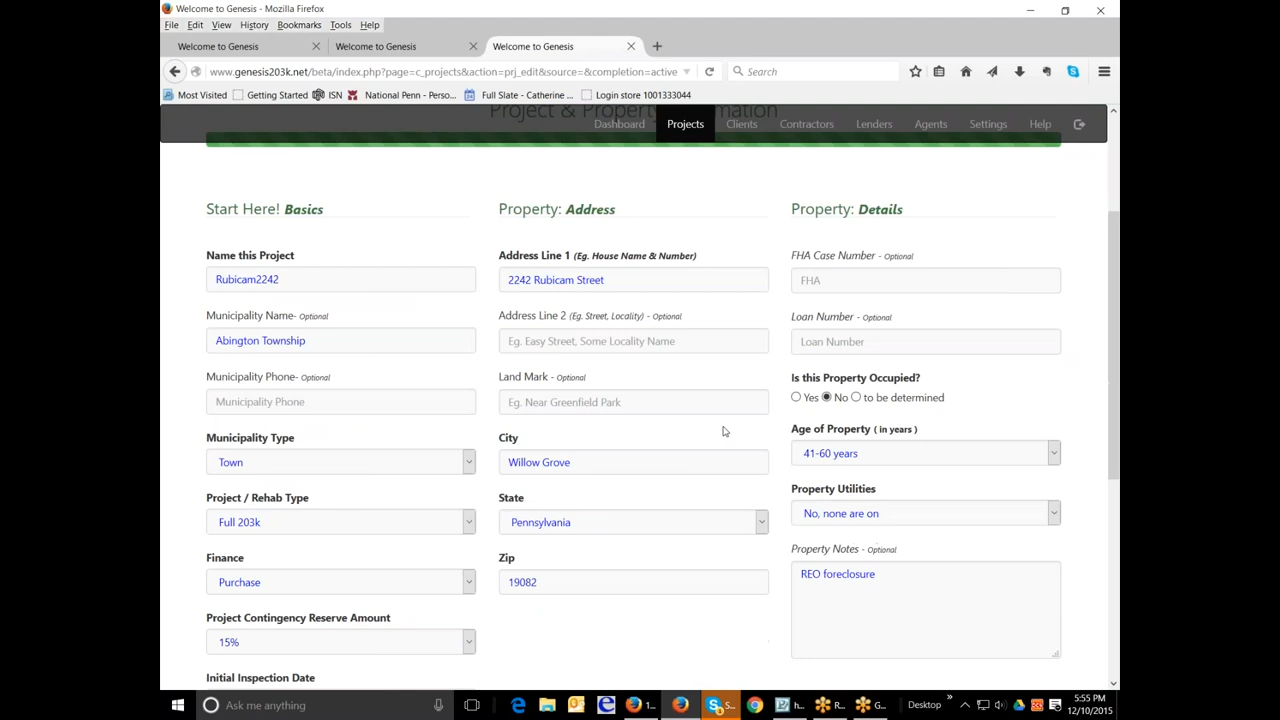 Welcome to Genesis - Mozilla Firefox
File Edit View History Bookmarks Tools Help
Welcome to Genesis Welcome to Genesis Welcome to Genesis
www.genesis203k.net/beta/index.php?page=c_projects&action=prj_edit&source=&completion=active Search
Most Visited Getting Started ISN National Penn - Perso... Full Slate - Catherine ... Login store 1001333044
Project & Property Information
Dashboard Projects Clients Contractors Lenders Agents Settings Help
Start Here! Basics
Name this Project
Rubicam2242
Municipality Name- Optional
Abington Township
Municipality Phone- Optional
Municipality Phone
Municipality Type
Town
Project / Rehab Type
Full 203k
Finance
Purchase
Project Contingency Reserve Amount
15%
Initial Inspection Date
Property: Address
Address Line 1 (Eg. House Name & Number)
2242 Rubicam Street
Address Line 2 (Eg. Street, Locality) - Optional
Eg. Easy Street, Some Locality Name
Land Mark - Optional
Eg. Near Greenfield Park
City
Willow Grove
State
Pennsylvania
Zip
19082
Property: Details
FHA Case Number - Optional
FHA
Loan Number - Optional
Loan Number
Is this Property Occupied?
Yes No to be determined
Age of Property ( in years )
41-60 years
Property Utilities
No, none are on
Property Notes - Optional
REO foreclosure
Ask me anything 1... S... h... R... G... Desktop
5:55 PM
12/10/2015